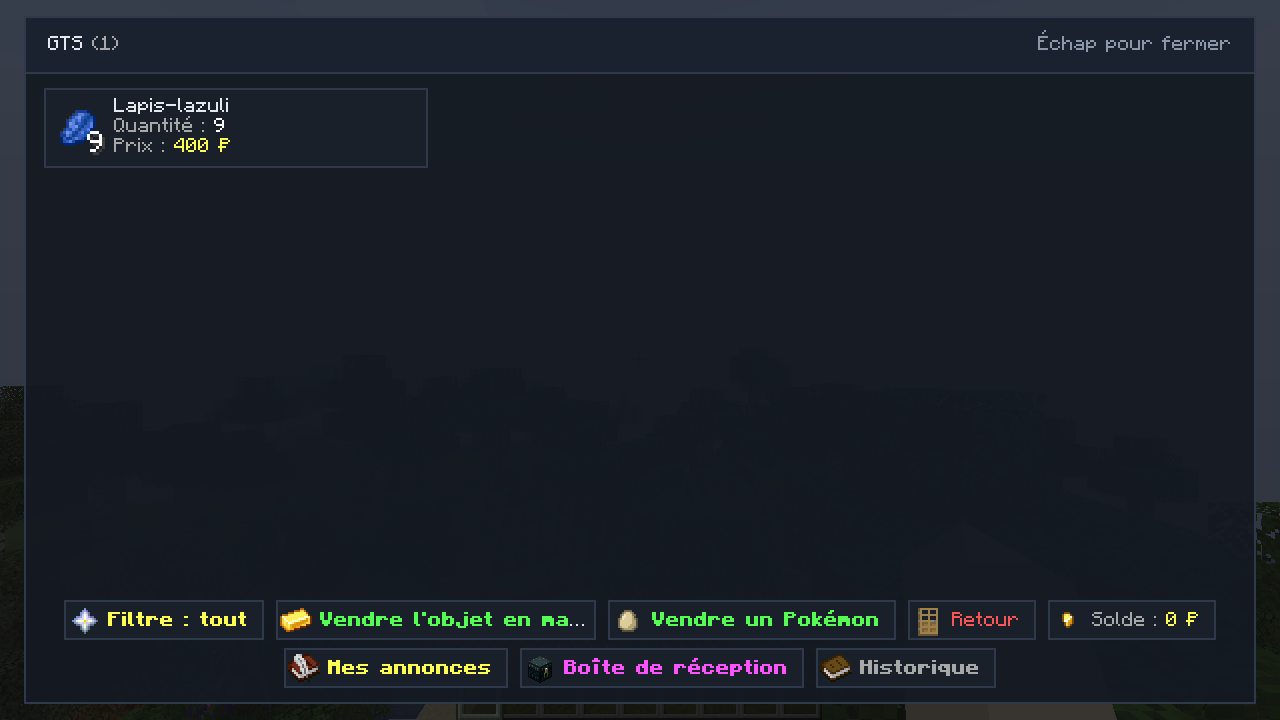 GTS (1)
Échap pour fermer
Lapis-lazuli
Quantité : 9
Prix : 400 ₽
9
Filtre : tout
Vendre l'objet en ma...
Vendre un Pokémon
Retour
Solde : 0 ₽
Mes annonces
Boîte de réception
Historique